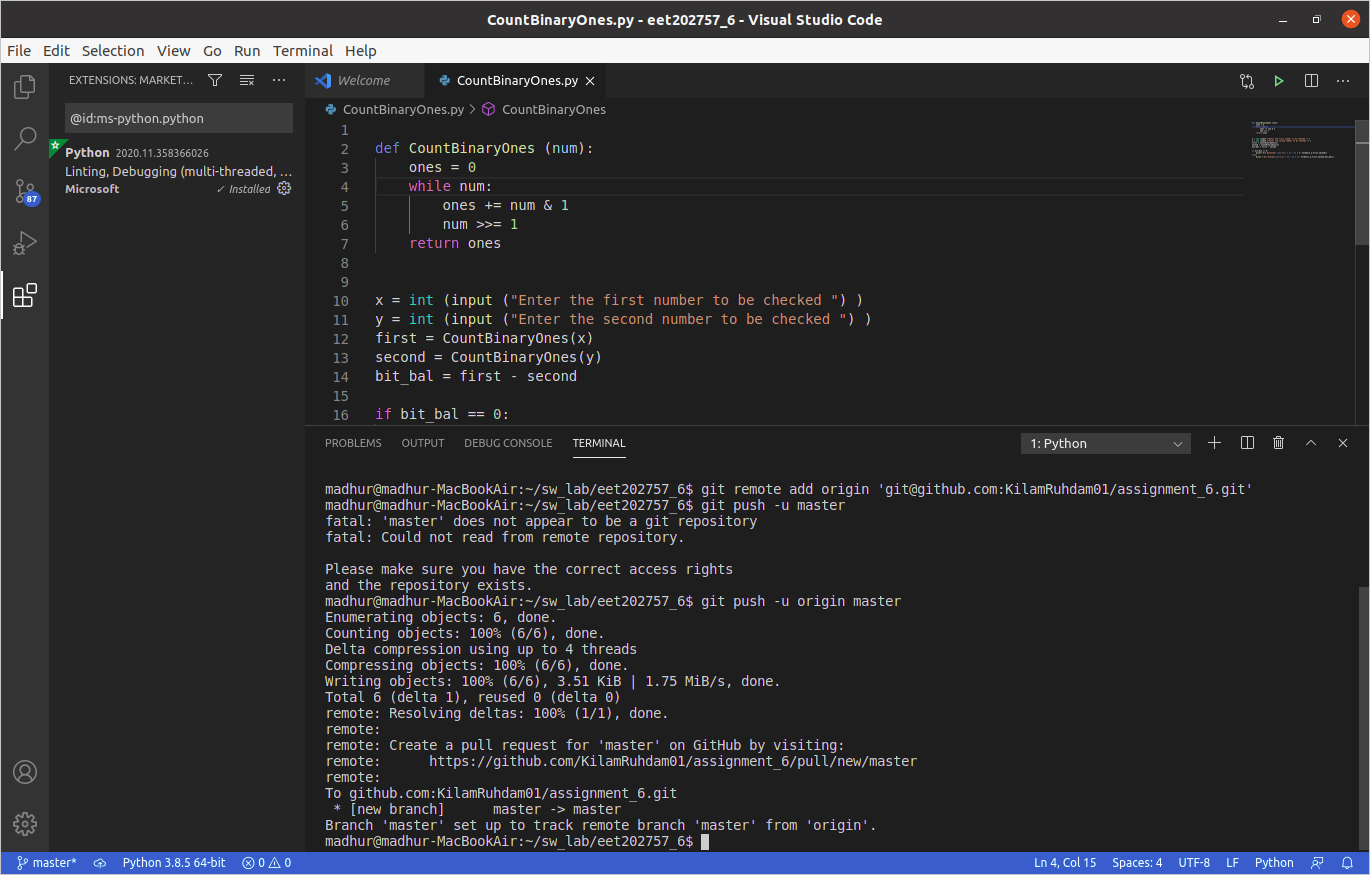 CountBinaryOnes.py - eet202757_6 - Visual Studio Code
File Edit Selection View Go Run Terminal Help
EXTENSIONS: MARKET...
@id:ms-python.python
Python 2020.11.358366026
Linting, Debugging (multi-threaded, ...
Microsoft ✓ Installed
87
Welcome CountBinaryOnes.py
CountBinaryOnes.py > CountBinaryOnes
1
2 def CountBinaryOnes (num):
3     ones = 0
4     while num:
5         ones += num & 1
6         num >>= 1
7     return ones
8
9
10 x = int (input ("Enter the first number to be checked ") )
11 y = int (input ("Enter the second number to be checked ") )
12 first = CountBinaryOnes(x)
13 second = CountBinaryOnes(y)
14 bit_bal = first - second
15
16 if bit_bal == 0:
PROBLEMS OUTPUT DEBUG CONSOLE TERMINAL 1: Python
madhur@madhur-MacBookAir:~/sw_lab/eet202757_6$ git remote add origin 'git@github.com:KilamRuhdam01/assignment_6.git'
madhur@madhur-MacBookAir:~/sw_lab/eet202757_6$ git push -u master
fatal: 'master' does not appear to be a git repository
fatal: Could not read from remote repository.
Please make sure you have the correct access rights
and the repository exists.
madhur@madhur-MacBookAir:~/sw_lab/eet202757_6$ git push -u origin master
Enumerating objects: 6, done.
Counting objects: 100% (6/6), done.
Delta compression using up to 4 threads
Compressing objects: 100% (6/6), done.
Writing objects: 100% (6/6), 3.51 KiB | 1.75 MiB/s, done.
Total 6 (delta 1), reused 0 (delta 0)
remote: Resolving deltas: 100% (1/1), done.
remote:
remote: Create a pull request for 'master' on GitHub by visiting:
remote:      https://github.com/KilamRuhdam01/assignment_6/pull/new/master
remote:
To github.com:KilamRuhdam01/assignment_6.git
 * [new branch]      master -> master
Branch 'master' set up to track remote branch 'master' from 'origin'.
madhur@madhur-MacBookAir:~/sw_lab/eet202757_6$
master* Python 3.8.5 64-bit 0 0 Ln 4, Col 15 Spaces: 4 UTF-8 LF Python